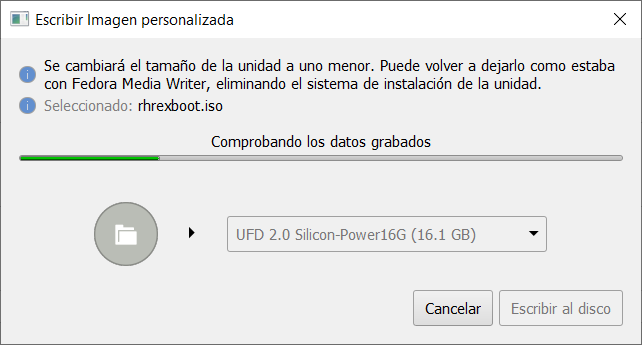 Escribir Imagen personalizada
Se cambiará el tamaño de la unidad a uno menor. Puede volver a dejarlo como estaba
con Fedora Media Writer, eliminando el sistema de instalación de la unidad.
Seleccionado: rhrexboot.iso
Comprobando los datos grabados
UFD 2.0 Silicon-Power16G (16.1 GB)
Cancelar
Escribir al disco